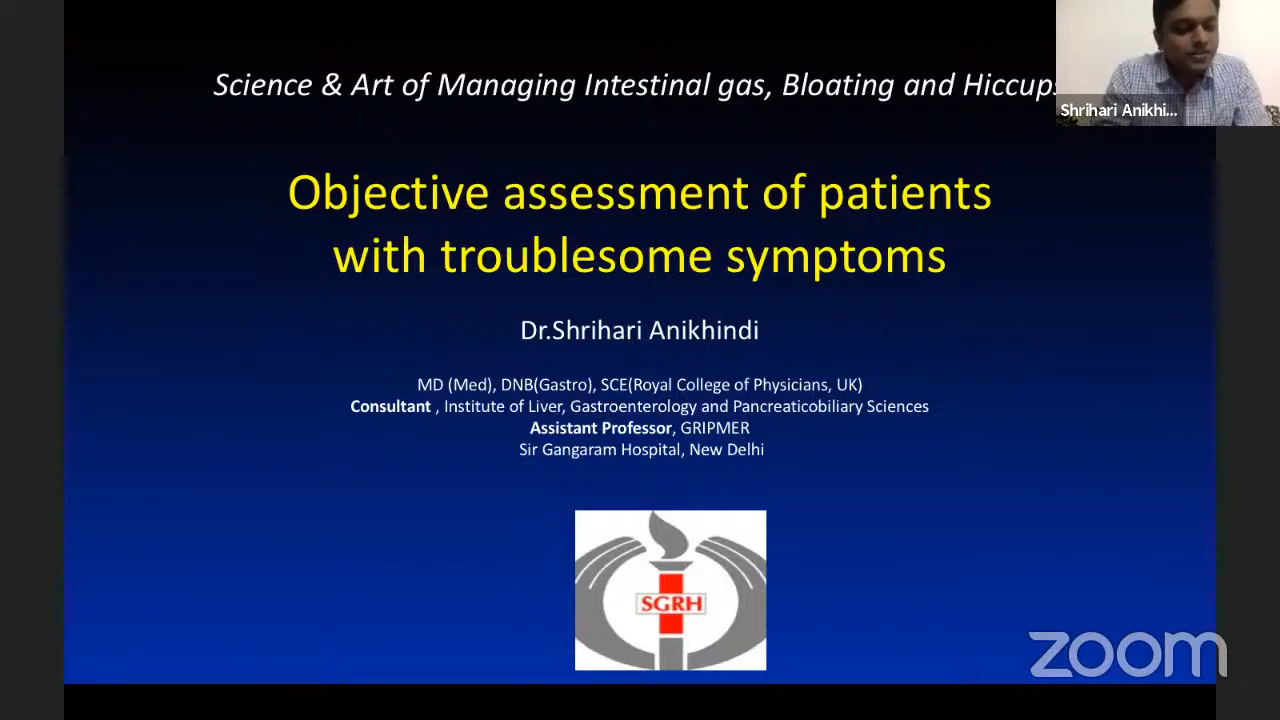 Science & Art of Managing Intestinal gas, Bloating and Hiccups
Shrihari Anikhi...
Objective assessment of patients
with troublesome symptoms
Dr.Shrihari Anikhindi
MD (Med), DNB(Gastro), SCE(Royal College of Physicians, UK)
Consultant , Institute of Liver, Gastroenterology and Pancreaticobiliary Sciences
Assistant Professor, GRIPMER
Sir Gangaram Hospital, New Delhi
SGRH
zoom